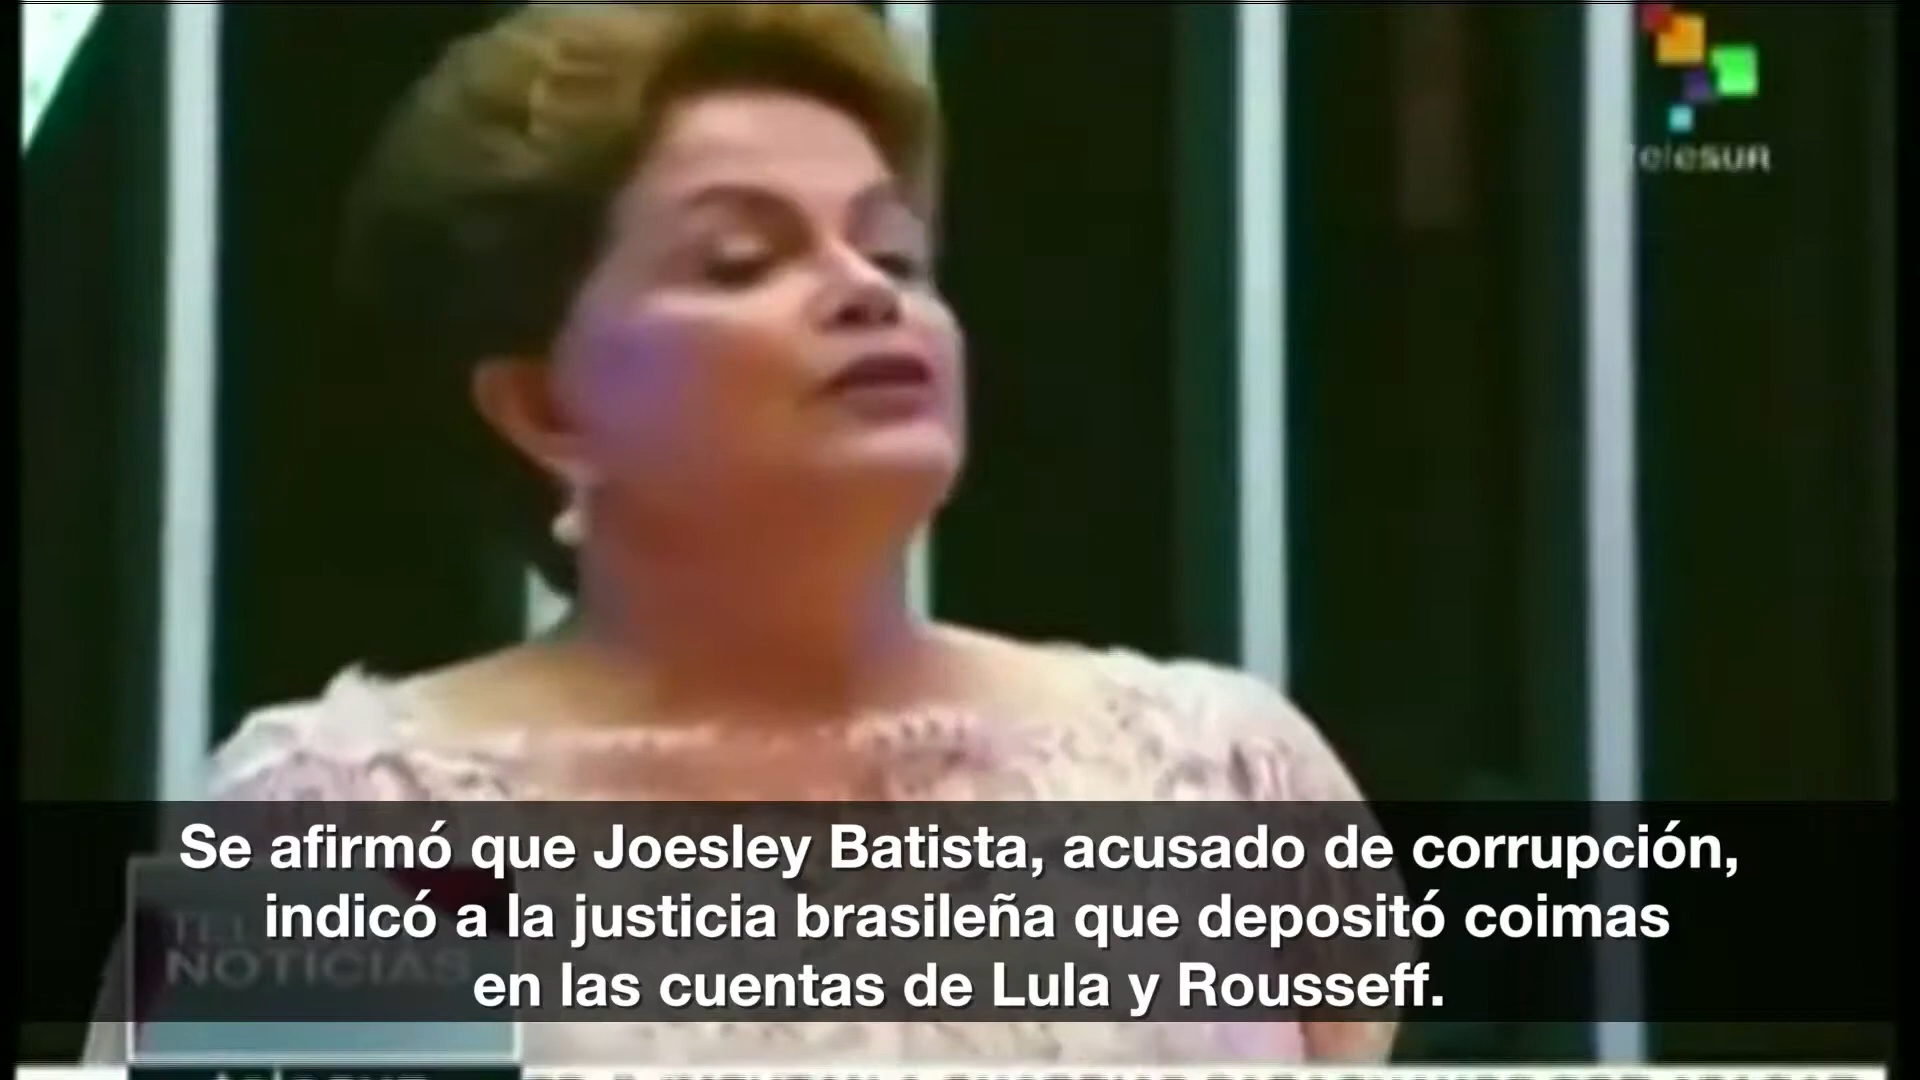 teleSUR
Se afirmó que Joesley Batista, acusado de corrupción,
indicó a la justicia brasileña que depositó coimas
en las cuentas de Lula y Rousseff.
NOTICIAS